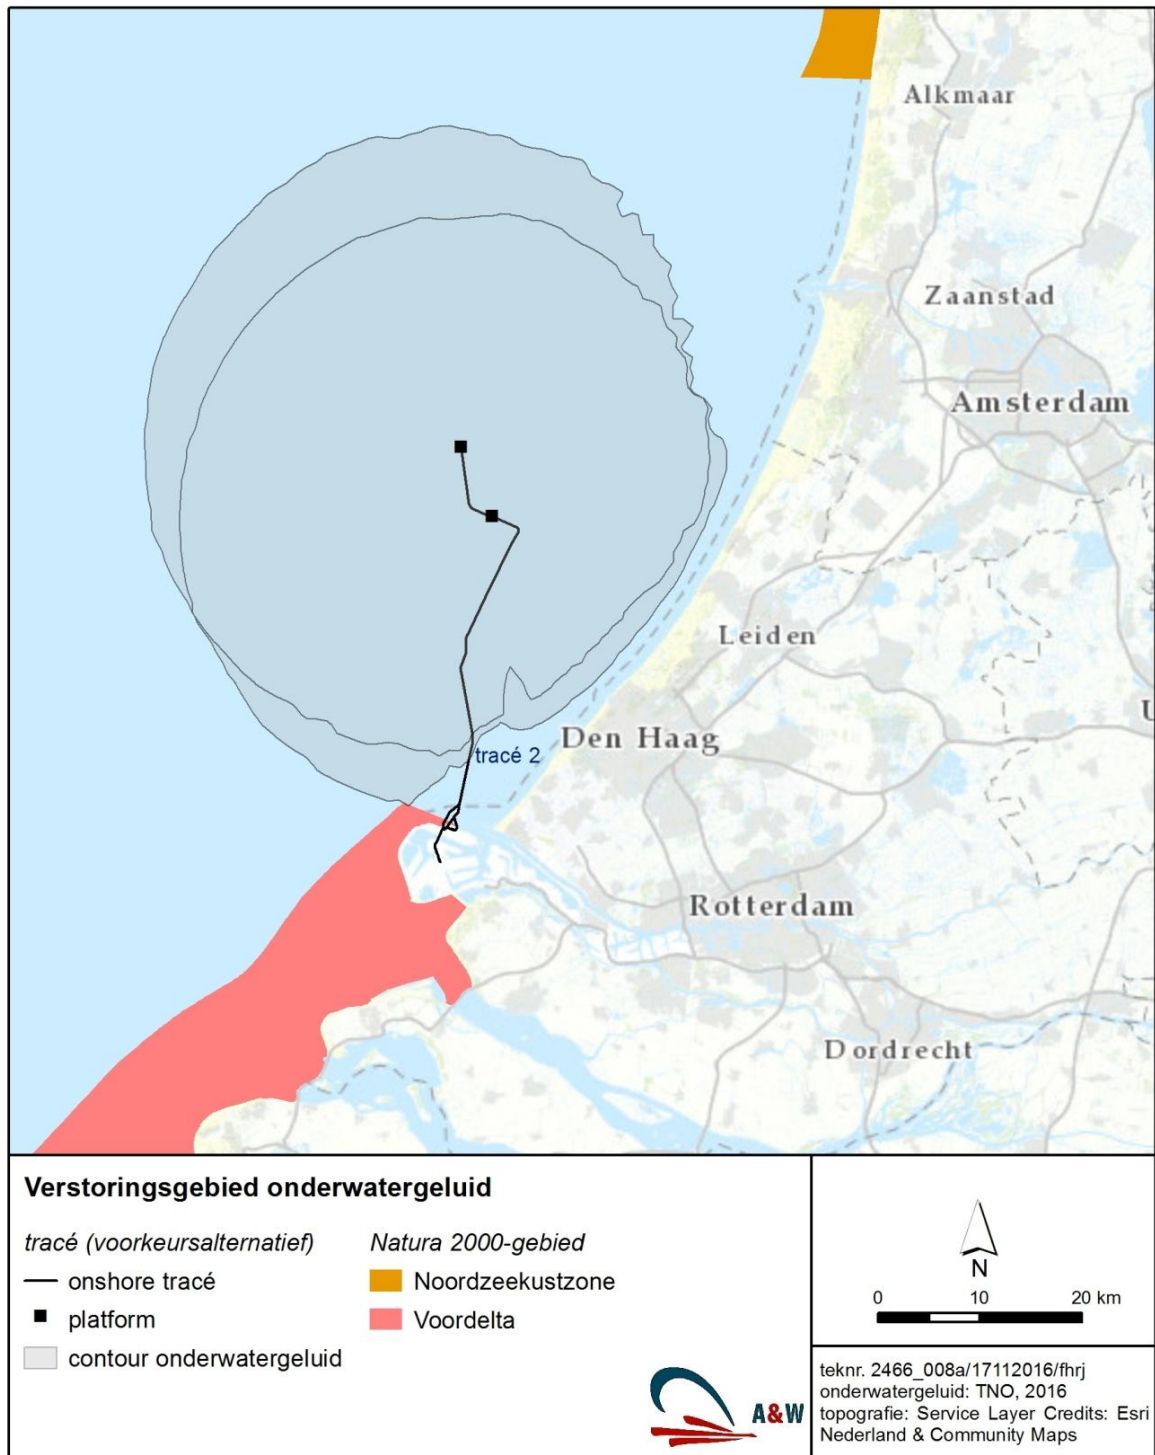 Alkmaar
Zaanstad
Amsterdam
Leiden
U
Den Haag
tracé 2
Rotterdam
Dordrecht
Verstoringsgebied onderwatergeluid
tracé (voorkeursalternatief)
onshore tracé
platform
contour onderwatergeluid
Natura 2000-gebied
Noordzeekustzone
Voordelta
A&W
N
0 10 20 km
teknr. 2466_008a/17112016/fhrj
onderwatergeluid: TNO, 2016
topografie: Service Layer Credits: Esri
Nederland & Community Maps